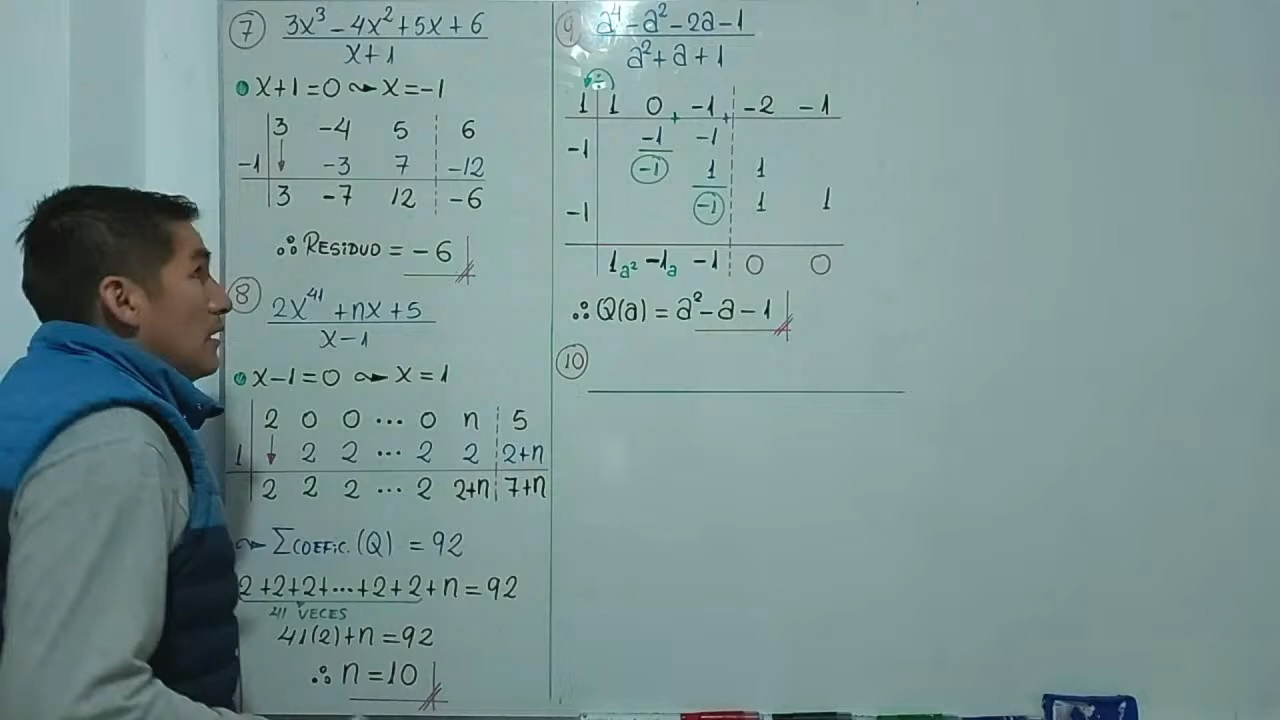 7 3x³ - 4x² + 5x + 6
x + 1
x + 1 = 0 ⤳ x = -1
3 -4 5 6
-1 ↓ -3 7 -12
3 -7 12 -6
∴ RESIDUO = -6
8 2x⁴¹ + nx + 5
x - 1
x - 1 = 0 ⤳ x = 1
2 0 0 ... 0 n 5
1 ↓ 2 2 ... 2 2 2+n
2 2 2 ... 2 2+n 7+n
⤳ ΣCOEFIC.(Q) = 92
2+2+2+...+2+2+n = 92
41 VECES
41(2)+n = 92
∴ n = 10
9 a⁴ - a² - 2a - 1
a² + a + 1
÷
1 1 0 + -1 + -2 -1
-1 -1 -1
-1 1 1
-1 -1 1 1
1a² -1a -1 0 0
∴ Q(a) = a² - a - 1
10